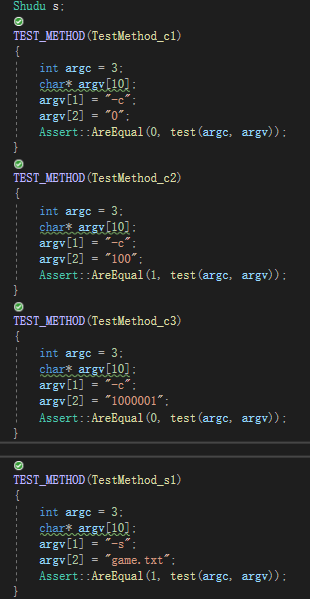 Shudu s;
TEST_METHOD(TestMethod_c1)
{
    int argc = 3;
    char* argv[10];
    argv[1] = "-c";
    argv[2] = "0";
    Assert::AreEqual(0, test(argc, argv));
}
TEST_METHOD(TestMethod_c2)
{
    int argc = 3;
    char* argv[10];
    argv[1] = "-c";
    argv[2] = "100";
    Assert::AreEqual(1, test(argc, argv));
}
TEST_METHOD(TestMethod_c3)
{
    int argc = 3;
    char* argv[10];
    argv[1] = "-c";
    argv[2] = "1000001";
    Assert::AreEqual(0, test(argc, argv));
}
TEST_METHOD(TestMethod_s1)
{
    int argc = 3;
    char* argv[10];
    argv[1] = "-s";
    argv[2] = "game.txt";
    Assert::AreEqual(1, test(argc, argv));
}